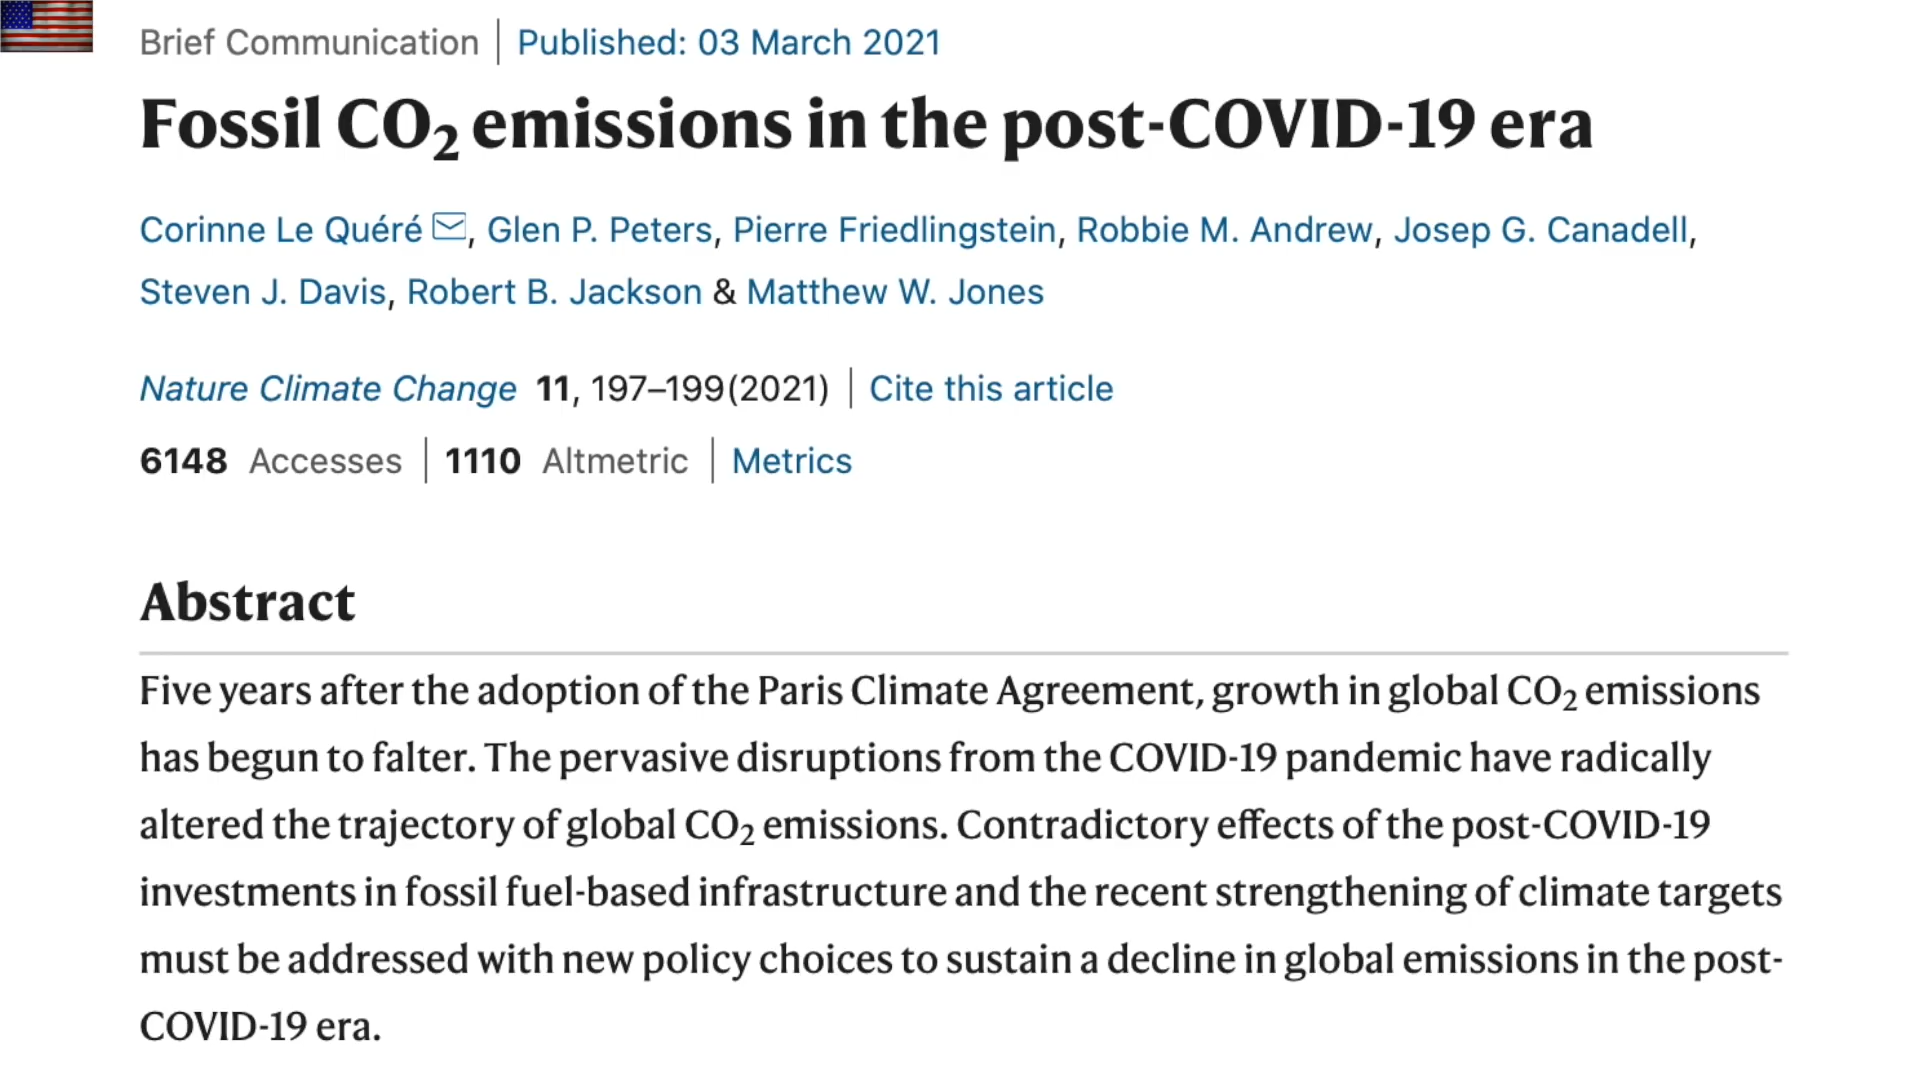 Brief Communication | Published: 03 March 2021
Fossil CO₂ emissions in the post-COVID-19 era
Corinne Le Quéré, Glen P. Peters, Pierre Friedlingstein, Robbie M. Andrew, Josep G. Canadell,
Steven J. Davis, Robert B. Jackson & Matthew W. Jones
Nature Climate Change 11, 197–199(2021) | Cite this article
6148 Accesses | 1110 Altmetric | Metrics
Abstract
Five years after the adoption of the Paris Climate Agreement, growth in global CO₂ emissions
has begun to falter. The pervasive disruptions from the COVID-19 pandemic have radically
altered the trajectory of global CO₂ emissions. Contradictory effects of the post-COVID-19
investments in fossil fuel-based infrastructure and the recent strengthening of climate targets
must be addressed with new policy choices to sustain a decline in global emissions in the post-
COVID-19 era.